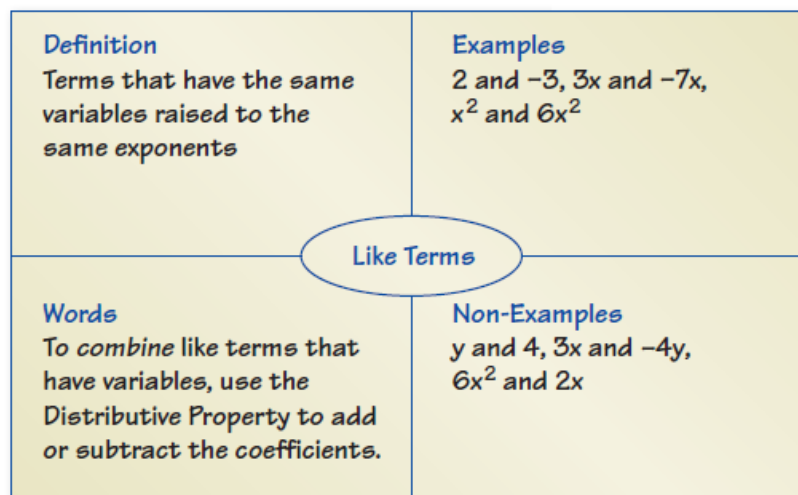 Definition
Terms that have the same
variables raised to the
same exponents
Examples
2 and −3, 3x and −7x,
x² and 6x²
Like Terms
Words
To combine like terms that
have variables, use the
Distributive Property to add
or subtract the coefficients.
Non-Examples
y and 4, 3x and −4y,
6x² and 2x